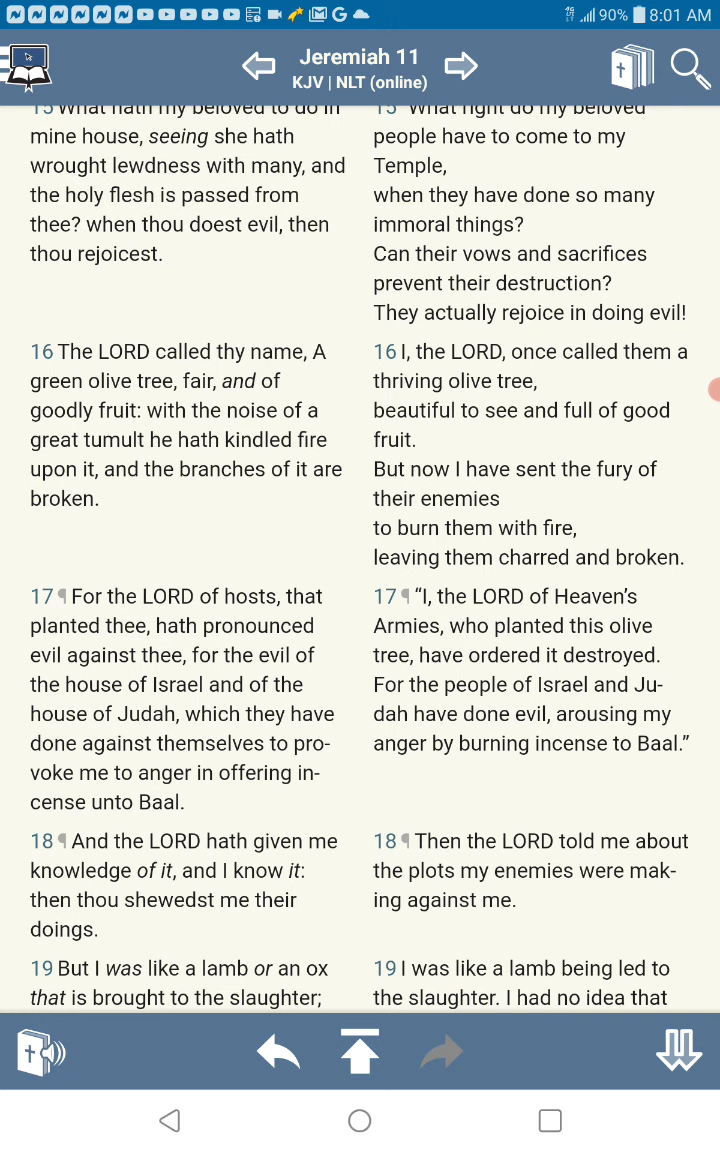 90% 8:01 AM
Jeremiah 11
KJV | NLT (online)
15 What hath my beloved to do in
mine house, seeing she hath
wrought lewdness with many, and
the holy flesh is passed from
thee? when thou doest evil, then
thou rejoicest.
15 "What right do my beloved
people have to come to my
Temple,
when they have done so many
immoral things?
Can their vows and sacrifices
prevent their destruction?
They actually rejoice in doing evil!
16 The LORD called thy name, A
green olive tree, fair, and of
goodly fruit: with the noise of a
great tumult he hath kindled fire
upon it, and the branches of it are
broken.
16 I, the LORD, once called them a
thriving olive tree,
beautiful to see and full of good
fruit.
But now I have sent the fury of
their enemies
to burn them with fire,
leaving them charred and broken.
17 ¶ For the LORD of hosts, that
planted thee, hath pronounced
evil against thee, for the evil of
the house of Israel and of the
house of Judah, which they have
done against themselves to pro-
voke me to anger in offering in-
cense unto Baal.
17 ¶ “I, the LORD of Heaven’s
Armies, who planted this olive
tree, have ordered it destroyed.
For the people of Israel and Ju-
dah have done evil, arousing my
anger by burning incense to Baal.”
18 ¶ And the LORD hath given me
knowledge of it, and I know it:
then thou shewedst me their
doings.
18 ¶ Then the LORD told me about
the plots my enemies were mak-
ing against me.
19 But I was like a lamb or an ox
that is brought to the slaughter;
19 I was like a lamb being led to
the slaughter. I had no idea that